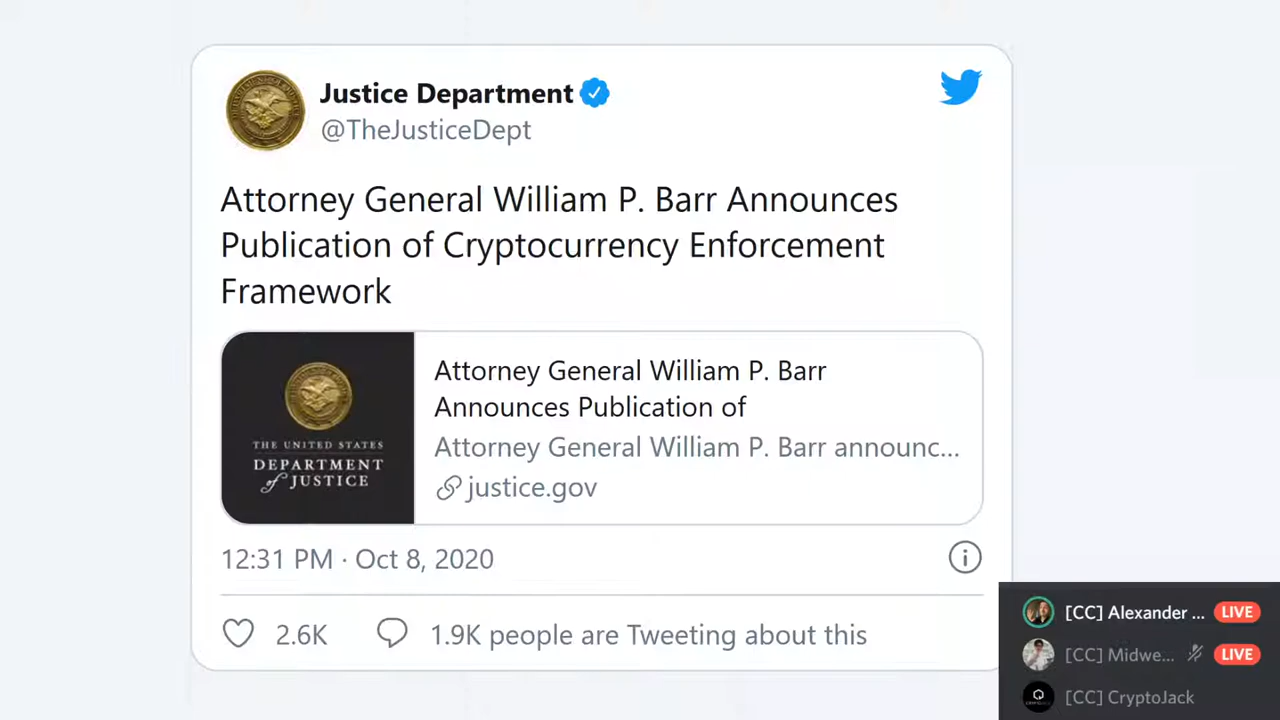 Justice Department
@TheJusticeDept
Attorney General William P. Barr Announces
Publication of Cryptocurrency Enforcement
Framework
THE UNITED STATES
DEPARTMENT
of JUSTICE
Attorney General William P. Barr
Announces Publication of
Attorney General William P. Barr announc...
justice.gov
12:31 PM · Oct 8, 2020
2.6K
1.9K people are Tweeting about this
[CC] Alexander ... LIVE
[CC] Midwe... LIVE
[CC] CryptoJack